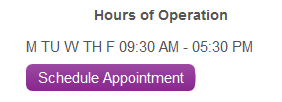 Hours of Operation
M TU W TH F 09:30 AM - 05:30 PM
Schedule Appointment